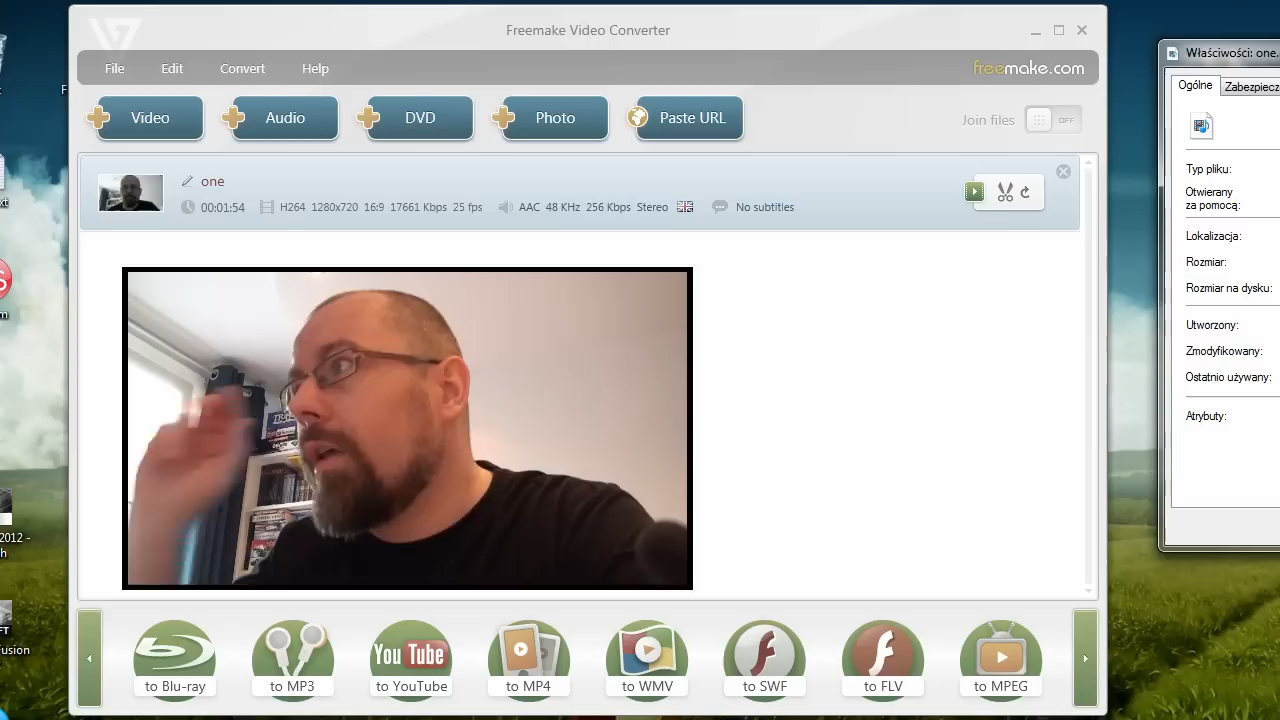 Freemake Video Converter
File Edit Convert Help
freemake.com
Video Audio DVD Photo Paste URL
Join files OFF
one
00:01:54 H264 1280x720 16:9 17661 Kbps 25 fps AAC 48 KHz 256 Kbps Stereo No subtitles
You Tube
to Blu-ray to MP3 to YouTube to MP4 to WMV to SWF to FLV to MPEG
Właściwości: one.
Ogólne Zabezpiecz
Typ pliku:
Otwierany
za pomocą:
Lokalizacja:
Rozmiar:
Rozmiar na dysku:
Utworzony:
Zmodyfikowany:
Ostatnio używany:
Atrybuty:
2012 -
h
FT
usion